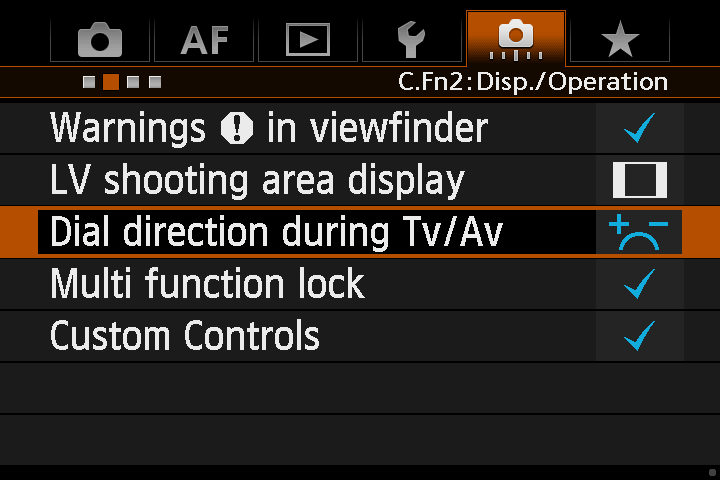 AF
C.Fn2:Disp./Operation
Warnings ! in viewfinder
LV shooting area display
Dial direction during Tv/Av
Multi function lock
Custom Controls